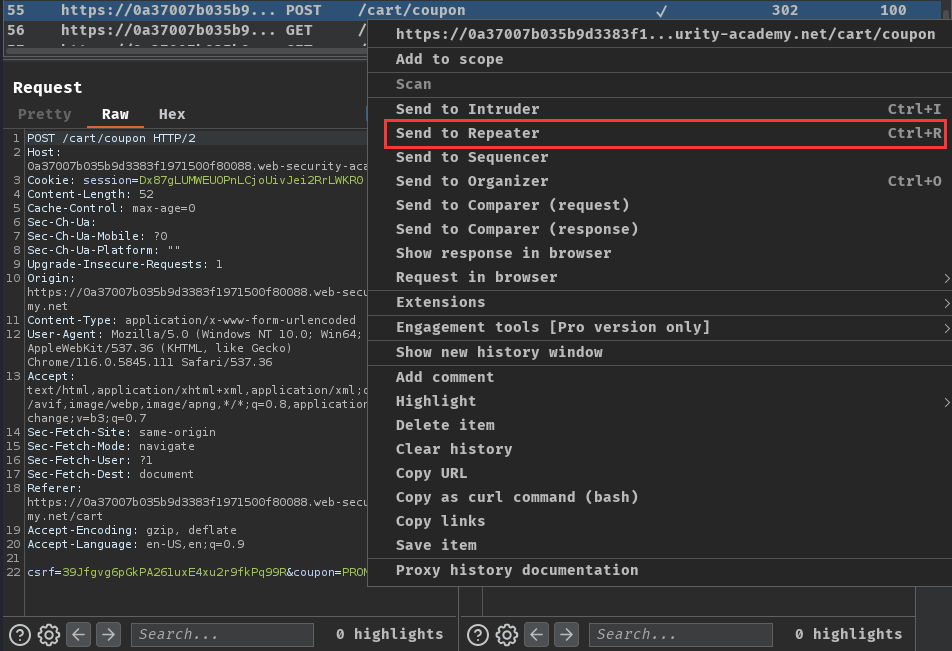 55 https://0a37007b035b9... POST /cart/coupon ✓ 302 100
56 https://0a37007b035b9... GET /
https://0a37007b035b9d3383f1...urity-academy.net/cart/coupon
Add to scope
Scan
Send to Intruder Ctrl+I
Send to Repeater Ctrl+R
Send to Sequencer
Send to Organizer Ctrl+O
Send to Comparer (request)
Send to Comparer (response)
Show response in browser
Request in browser
Extensions
Engagement tools [Pro version only]
Show new history window
Add comment
Highlight
Delete item
Clear history
Copy URL
Copy as curl command (bash)
Copy links
Save item
Proxy history documentation
Request
Pretty Raw Hex
1 POST /cart/coupon HTTP/2
2 Host:
0a37007b035b9d3383f1971500f80088.web-security-aca
3 Cookie: session=Dx87gLUMWEUOPnLCjoUivJei2RrLWKR0
4 Content-Length: 52
5 Cache-Control: max-age=0
6 Sec-Ch-Ua:
7 Sec-Ch-Ua-Mobile: ?0
8 Sec-Ch-Ua-Platform: ""
9 Upgrade-Insecure-Requests: 1
10 Origin:
https://0a37007b035b9d3383f1971500f80088.web-secu
my.net
11 Content-Type: application/x-www-form-urlencoded
12 User-Agent: Mozilla/5.0 (Windows NT 10.0; Win64;
AppleWebKit/537.36 (KHTML, like Gecko)
Chrome/116.0.5845.111 Safari/537.36
13 Accept:
text/html,application/xhtml+xml,application/xml;q
/avif,image/webp,image/apng,*/*;q=0.8,application
change;v=b3;q=0.7
14 Sec-Fetch-Site: same-origin
15 Sec-Fetch-Mode: navigate
16 Sec-Fetch-User: ?1
17 Sec-Fetch-Dest: document
18 Referer:
https://0a37007b035b9d3383f1971500f80088.web-secu
my.net/cart
19 Accept-Encoding: gzip, deflate
20 Accept-Language: en-US,en;q=0.9
21
22 csrf=39Jfgvg6pGkPA261uxE4xu2r9fkPq99R&coupon=PROM
Search... 0 highlights
Search... 0 highlights